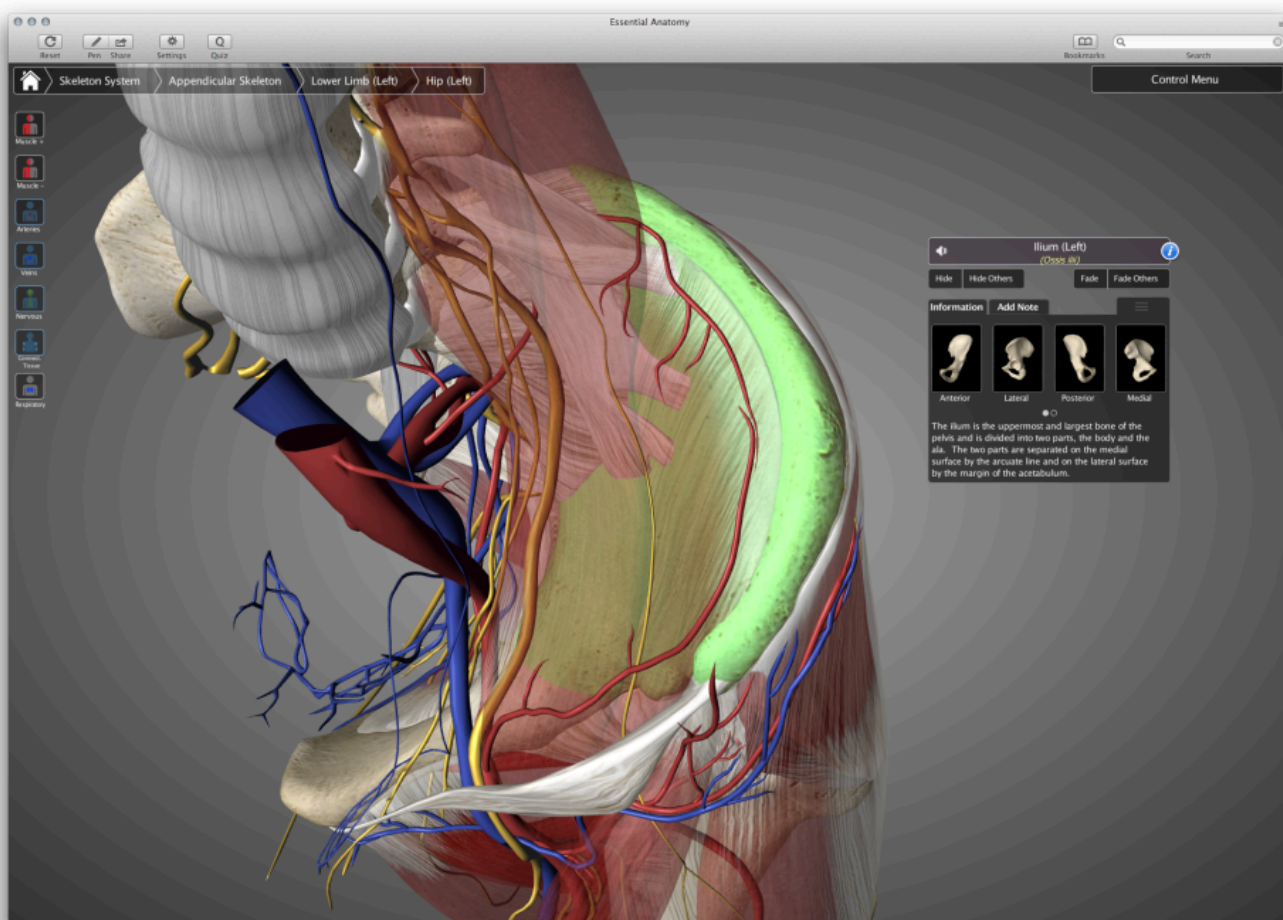 Essential Anatomy
Reset Pen Share Settings Quiz Bookmarks Search
Skeleton System Appendicular Skeleton Lower Limb (Left) Hip (Left) Control Menu
Muscle +
Muscle –
Arteries
Veins
Nervous
Connect.
Tissue
Respiratory
Ilium (Left)
(Ossis ilii)
Hide Hide Others Fade Fade Others
Information Add Note
Anterior Lateral Posterior Medial
The ilium is the uppermost and largest bone of the
pelvis and is divided into two parts, the body and the
ala. The two parts are separated on the medial
surface by the arcuate line and on the lateral surface
by the margin of the acetabulum.